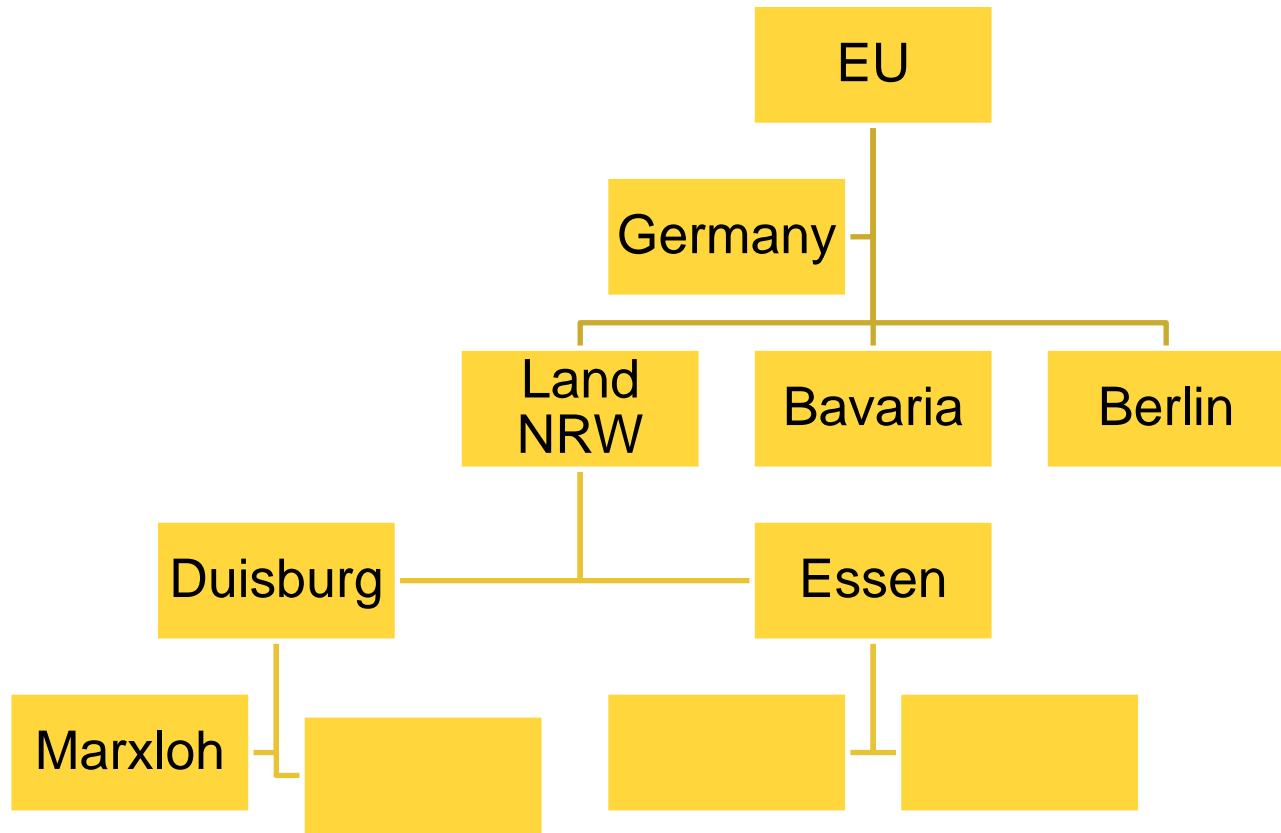 EU
Germany
Land
NRW
Bavaria
Berlin
Duisburg
Essen
Marxloh